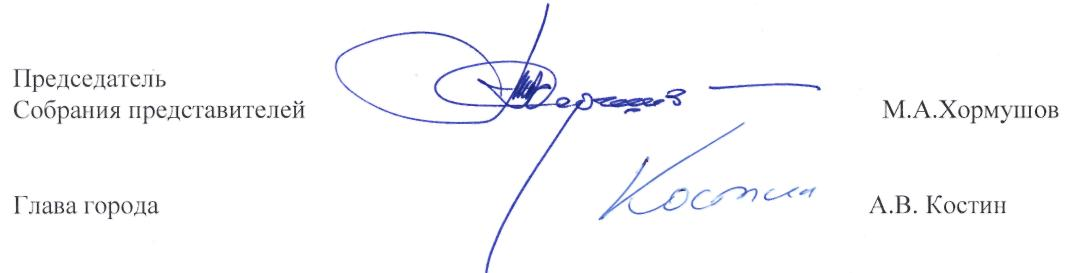 Председатель
Собрания представителей М.А.Хормушов
Глава города Костин А.В. Костин